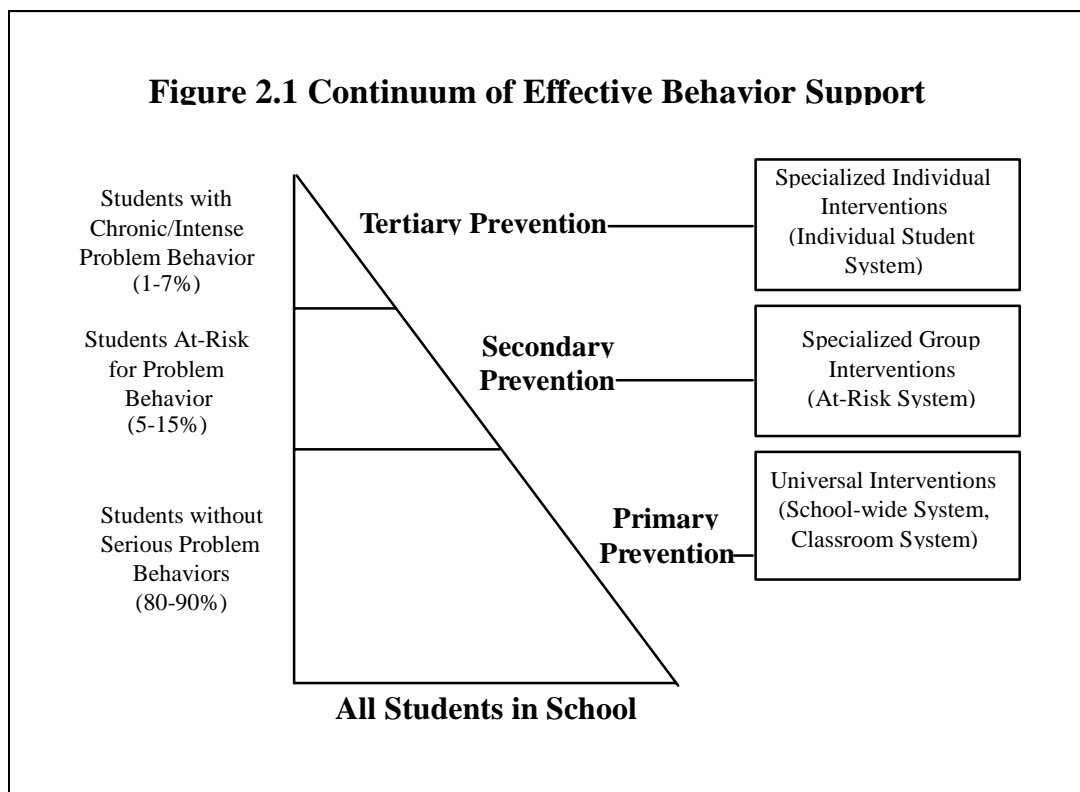 Figure 2.1 Continuum of Effective Behavior Support
Students with
Chronic/Intense
Problem Behavior
(1-7%)
Tertiary Prevention
Specialized Individual
Interventions
(Individual Student
System)
Students At-Risk
for Problem
Behavior
(5-15%)
Secondary
Prevention
Specialized Group
Interventions
(At-Risk System)
Students without
Serious Problem
Behaviors
(80-90%)
Primary
Prevention
Universal Interventions
(School-wide System,
Classroom System)
All Students in School